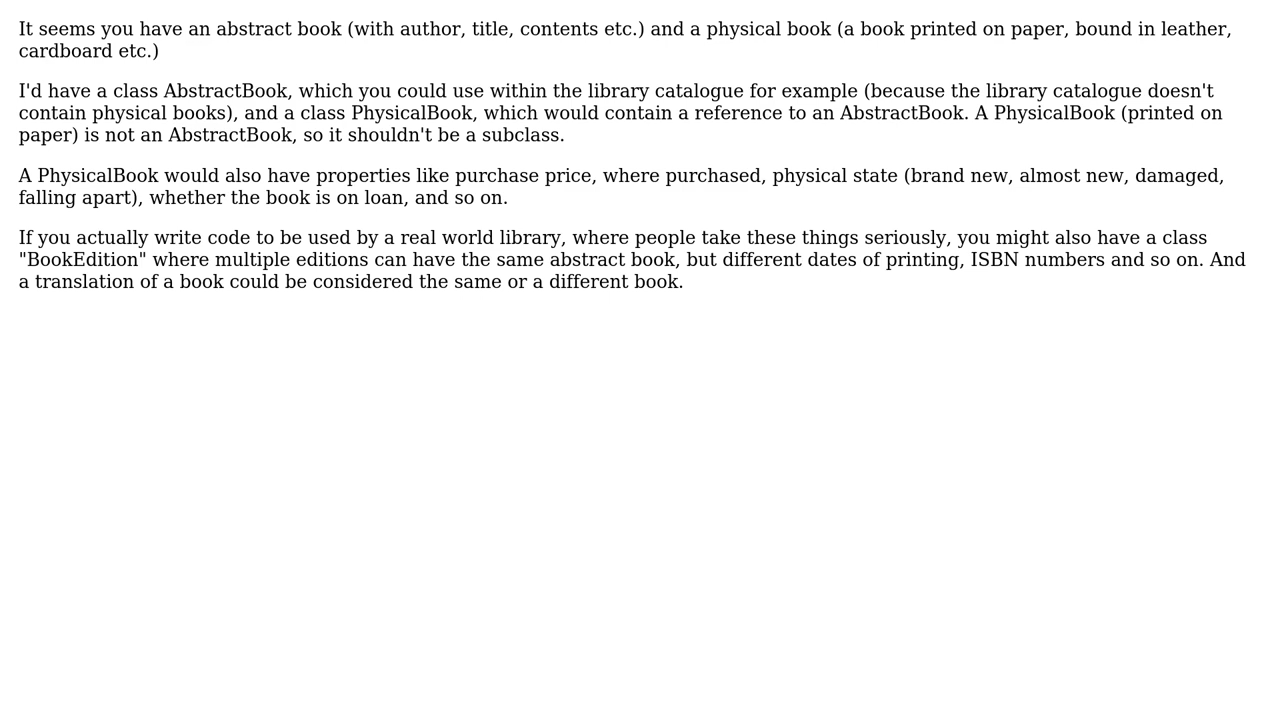 It seems you have an abstract book (with author, title, contents etc.) and a physical book (a book printed on paper, bound in leather,
cardboard etc.)
I'd have a class AbstractBook, which you could use within the library catalogue for example (because the library catalogue doesn't
contain physical books), and a class PhysicalBook, which would contain a reference to an AbstractBook. A PhysicalBook (printed on
paper) is not an AbstractBook, so it shouldn't be a subclass.
A PhysicalBook would also have properties like purchase price, where purchased, physical state (brand new, almost new, damaged,
falling apart), whether the book is on loan, and so on.
If you actually write code to be used by a real world library, where people take these things seriously, you might also have a class
"BookEdition" where multiple editions can have the same abstract book, but different dates of printing, ISBN numbers and so on. And
a translation of a book could be considered the same or a different book.